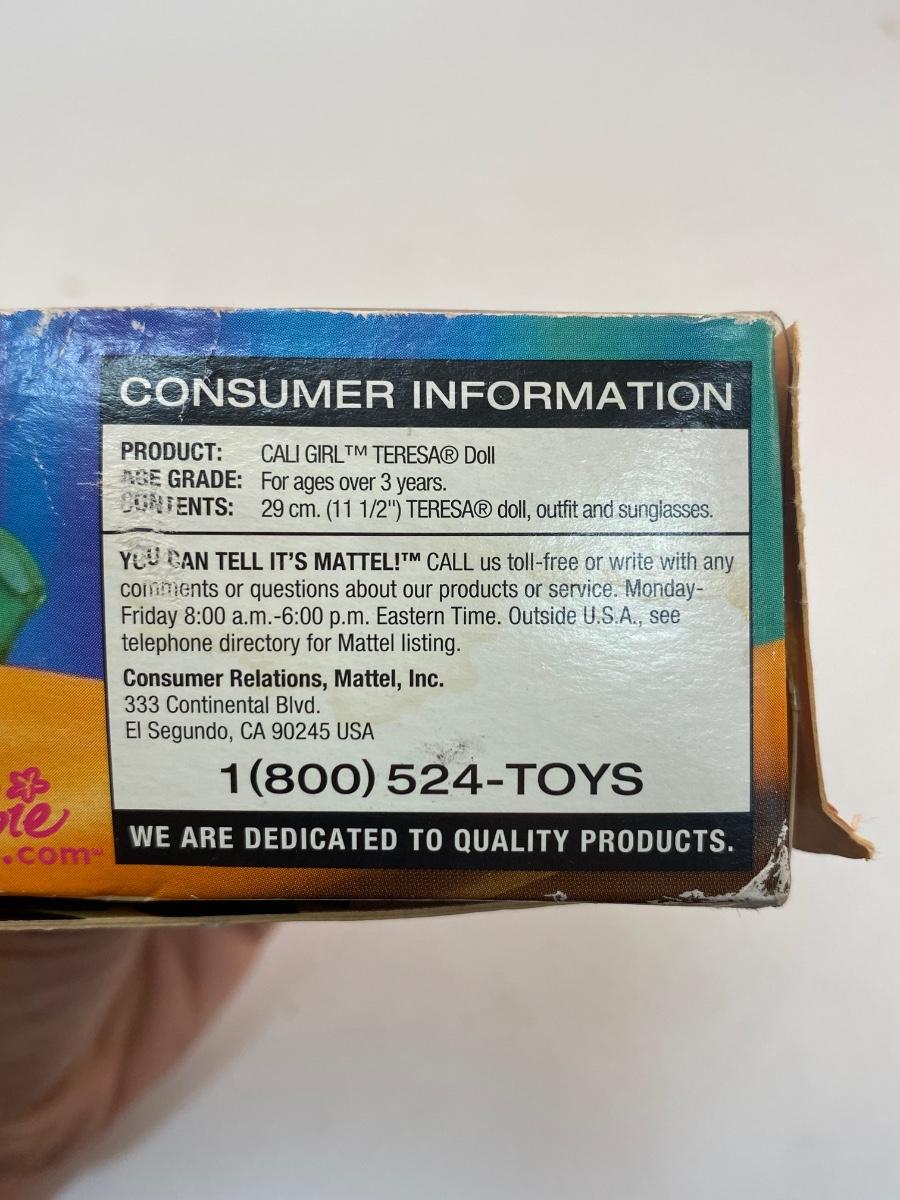 CONSUMER INFORMATION
PRODUCT: CALI GIRL™ TERESA® Doll
AGE GRADE: For ages over 3 years.
CONTENTS: 29 cm. (11 1/2") TERESA® doll, outfit and sunglasses.
YOU CAN TELL IT'S MATTEL!™ CALL us toll-free or write with any
comments or questions about our products or service. Monday-
Friday 8:00 a.m.-6:00 p.m. Eastern Time. Outside U.S.A., see
telephone directory for Mattel listing.
Consumer Relations, Mattel, Inc.
333 Continental Blvd.
El Segundo, CA 90245 USA
1(800) 524-TOYS
WE ARE DEDICATED TO QUALITY PRODUCTS.
.com™